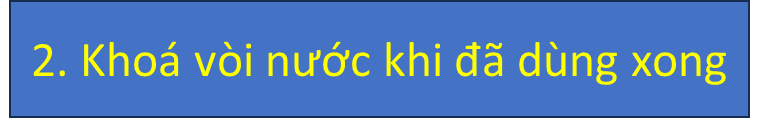 2. Khoá vòi nước khi đã dùng xong